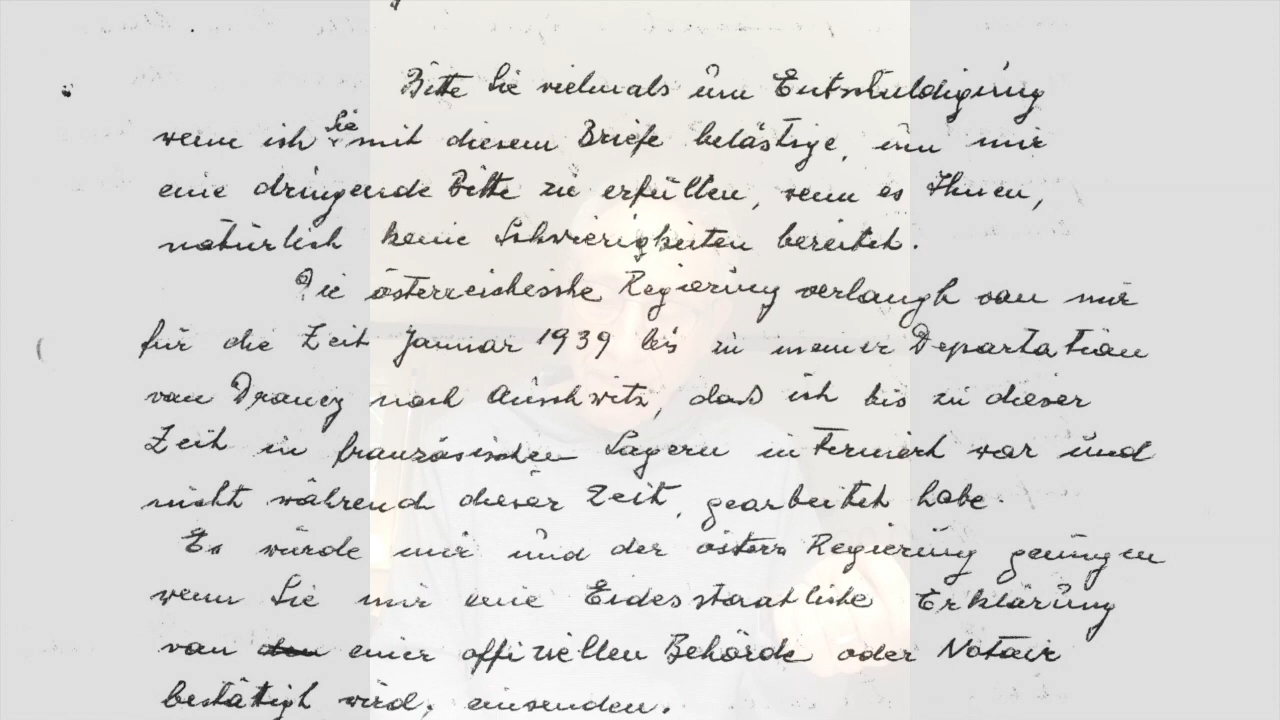 Bitte Sie vielmals um Entschuldigung
wenn ich Sie mit diesem Briefe belästige, um mir
eine dringende Bitte zu erfüllen, wenn es Ihnen,
natürlich keine Schwierigkeiten bereitet.
Die österreichische Regierung verlangt von mir
für die Zeit Januar 1939 bis zu meiner Deportation
von Drancy nach Auschwitz, daß ich bis zu dieser
Zeit in französischen Lagern interniert war und
nicht während dieser Zeit, gearbeitet habe.
Es würde mir und der österr Regierung genügen
wenn Sie mir eine Eidesstaatliche Erklärung
von einer offiziellen Behörde oder Notair
bestätigt wird, einsenden.